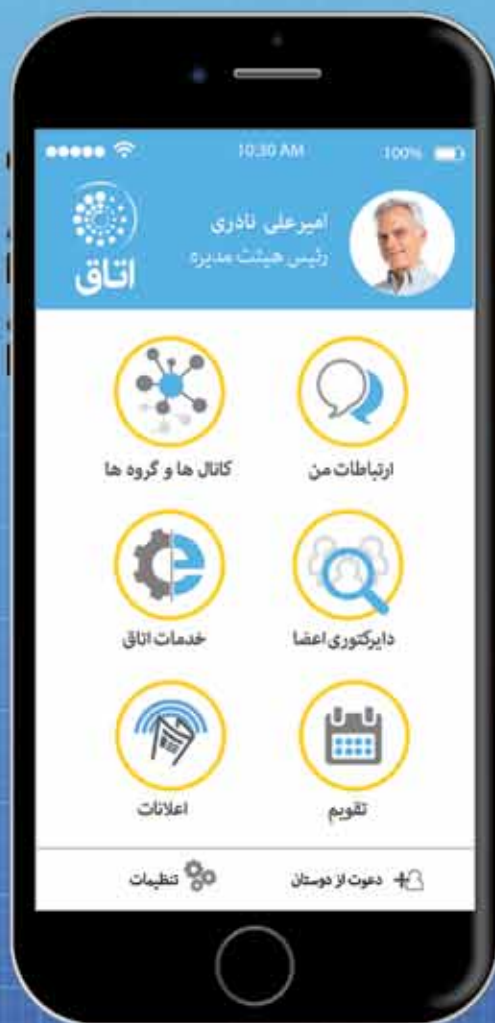 10:30 AM
100%
امیرعلی نادری
رئیس هیئت مدیره
اتاق
ارتباطات من
کانال ها و گروه ها
دایرکتوری اعضا
خدمات اتاق
تقویم
اعلانات
دعوت از دوستان
تنظیمات